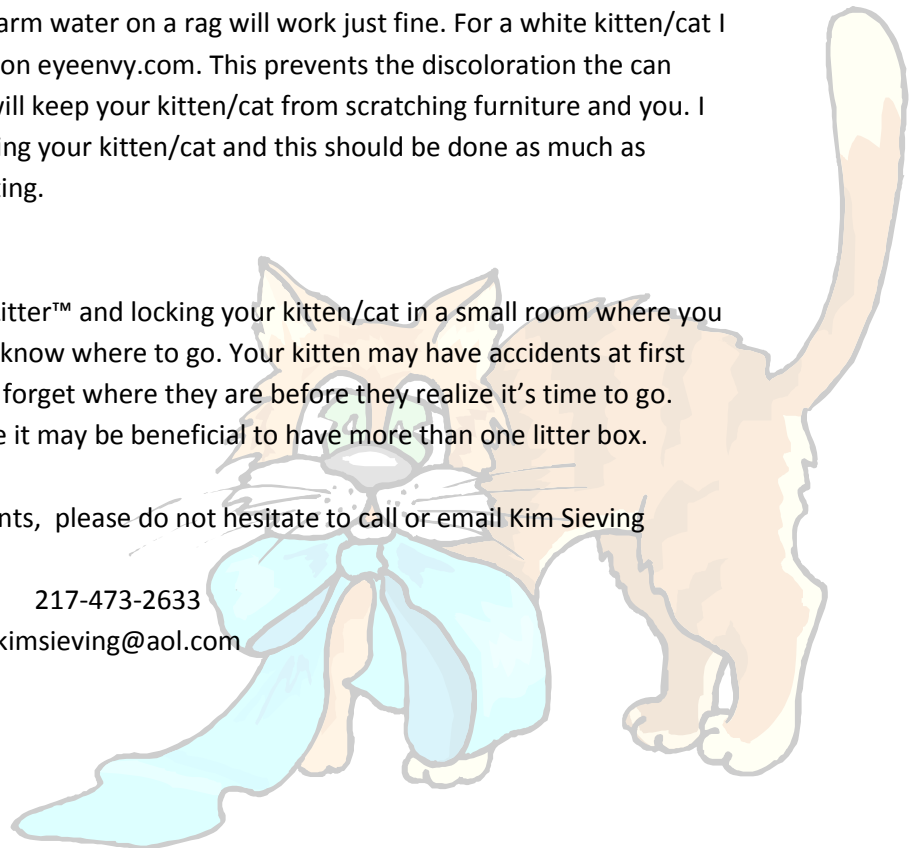 arm water on a rag will work just fine. For a white kitten/cat I
on eyeenvy.com. This prevents the discoloration the can
will keep your kitten/cat from scratching furniture and you. I
ing your kitten/cat and this should be done as much as
ting.
Litter™ and locking your kitten/cat in a small room where you
know where to go. Your kitten may have accidents at first
forget where they are before they realize it’s time to go.
e it may be beneficial to have more than one litter box.
nts, please do not hesitate to call or email Kim Sieving
217-473-2633
kimsieving@aol.com